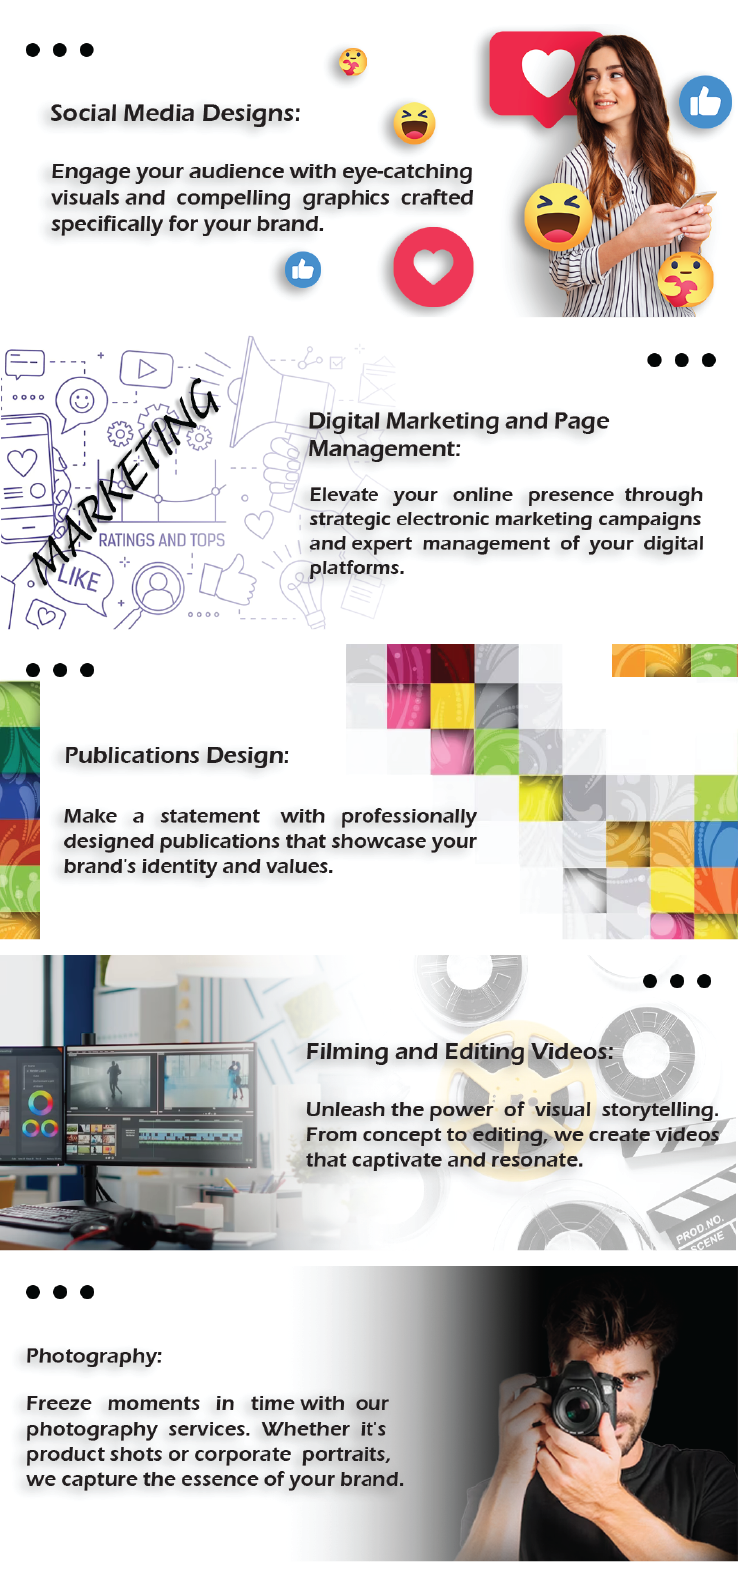 Social Media Designs:
Engage your audience with eye-catching
visuals and compelling graphics crafted
specifically for your brand.
MARKETING
RATINGS AND TOPS
LIKE
Digital Marketing and Page
Management:
Elevate your online presence through
strategic electronic marketing campaigns
and expert management of your digital
platforms.
Publications Design:
Make a statement with professionally
designed publications that showcase your
brand's identity and values.
Filming and Editing Videos:
Unleash the power of visual storytelling.
From concept to editing, we create videos
that captivate and resonate.
PROD.NO.
SCENE
Photography:
Freeze moments in time with our
photography services. Whether it's
product shots or corporate portraits,
we capture the essence of your brand.